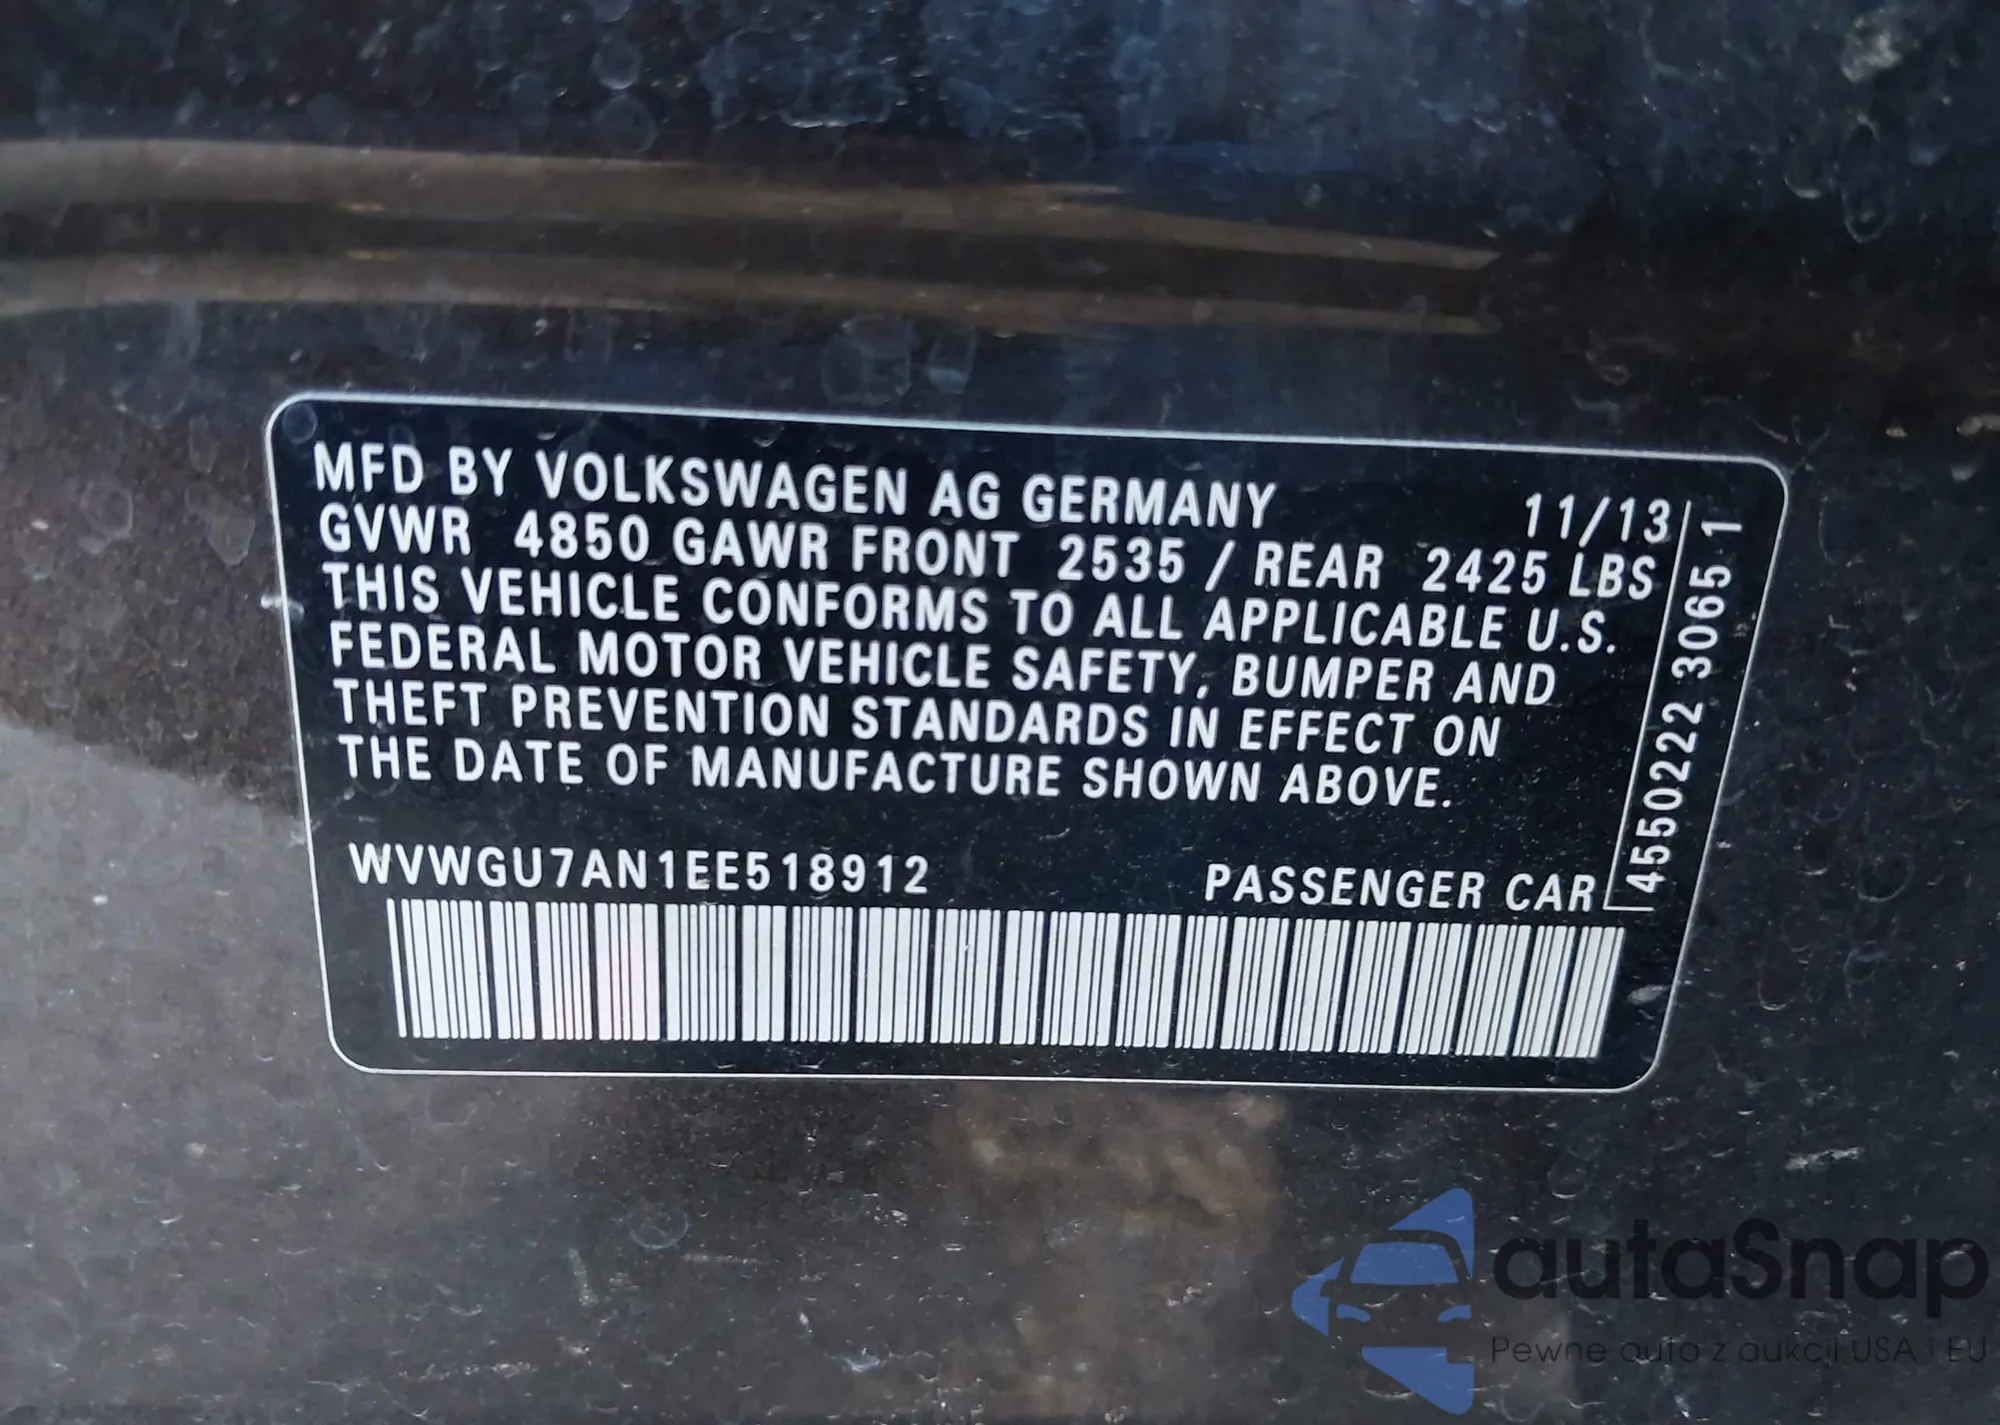 MFD BY VOLKSWAGEN AG GERMANY 11/13
GVWR 4850 GAWR FRONT 2535 / REAR 2425 LBS
THIS VEHICLE CONFORMS TO ALL APPLICABLE U.S.
FEDERAL MOTOR VEHICLE SAFETY, BUMPER AND
THEFT PREVENTION STANDARDS IN EFFECT ON
THE DATE OF MANUFACTURE SHOWN ABOVE.
WVWGU7AN1EE518912 PASSENGER CAR
4550222 3065 1
autaSnap
Pewne auta z aukcji USA i EU